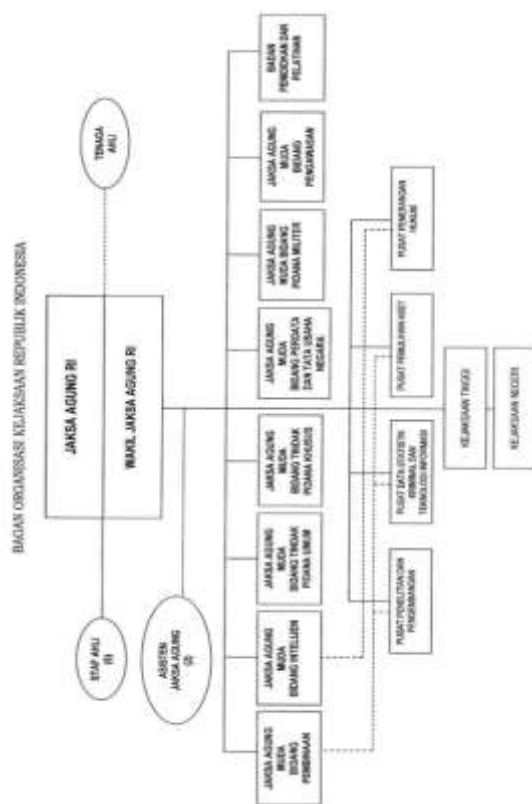 BAGAN ORGANISASI KEJAKSAAN REPUBLIK INDONESIA
JAKSA AGUNG RI
WAKIL JAKSA AGUNG RI
STAF AHLI
(6)
TENAGA
AHLI
ASISTEN
JAKSA AGUNG
(2)
JAKSA AGUNG
MUDA
BIDANG
PEMBINAAN
JAKSA AGUNG
MUDA
BIDANG INTELIJEN
JAKSA AGUNG
MUDA
BIDANG TINDAK
PIDANA UMUM
JAKSA AGUNG
MUDA
BIDANG TINDAK
PIDANA KHUSUS
JAKSA AGUNG
MUDA
BIDANG PERDATA
DAN TATA USAHA
NEGARA
JAKSA AGUNG
MUDA BIDANG
PIDANA MILITER
JAKSA AGUNG
MUDA
BIDANG
PENGAWASAN
BADAN
PENDIDIKAN DAN
PELATIHAN
PUSAT PENELITIAN DAN
PENGEMBANGAN
PUSAT DATA STATISTIK
KRIMINAL DAN
TEKNOLOGI INFORMASI
PUSAT PEMULIHAN ASET
PUSAT PENERANGAN
HUKUM
KEJAKSAAN TINGGI
KEJAKSAAN NEGERI